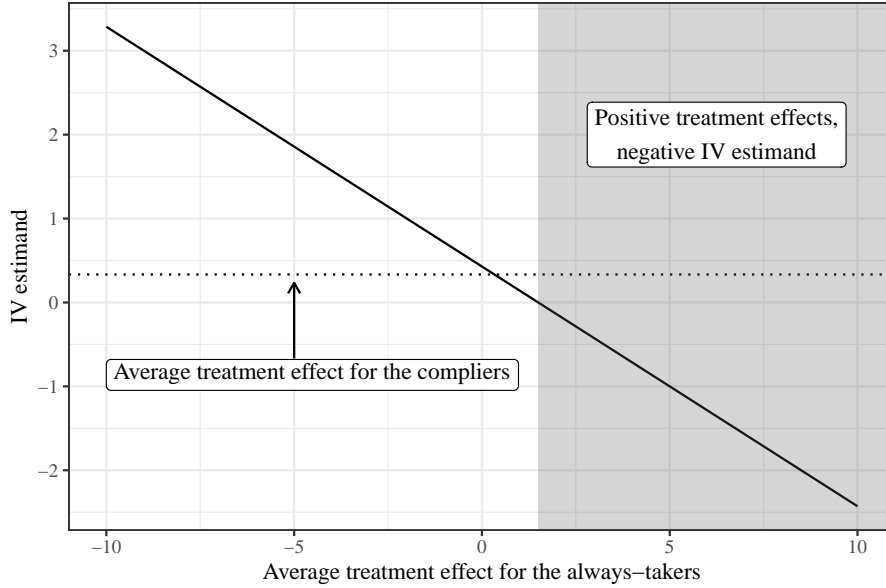 3
2
1
0
−1
−2
IV estimand
Positive treatment effects,
negative IV estimand
Average treatment effect for the compliers
−10
−5
0
5
10
Average treatment effect for the always−takers